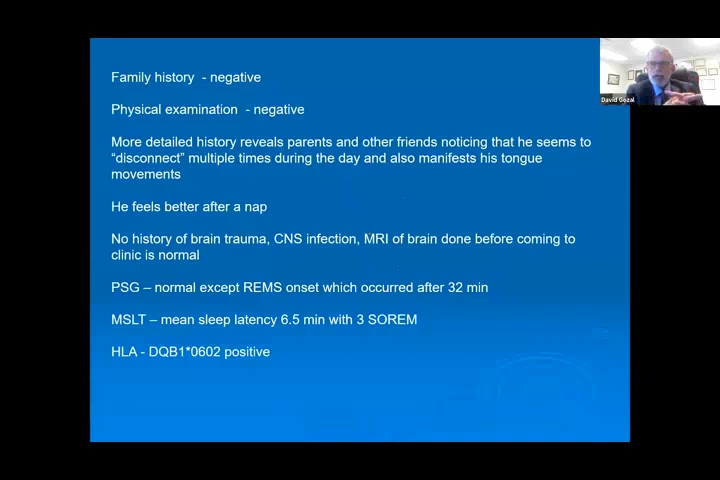 Family history - negative
Physical examination - negative
More detailed history reveals parents and other friends noticing that he seems to
“disconnect” multiple times during the day and also manifests his tongue
movements
He feels better after a nap
No history of brain trauma, CNS infection, MRI of brain done before coming to
clinic is normal
PSG – normal except REMS onset which occurred after 32 min
MSLT – mean sleep latency 6.5 min with 3 SOREM
HLA - DQB1*0602 positive
David Gozal